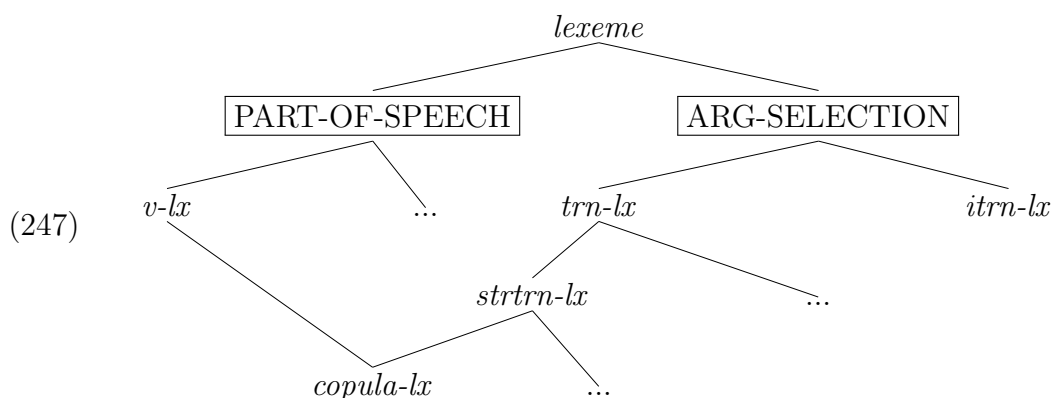 lexeme
PART-OF-SPEECH ARG-SELECTION
(247) v-lx ... trn-lx itrn-lx
strtrn-lx ...
copula-lx ...